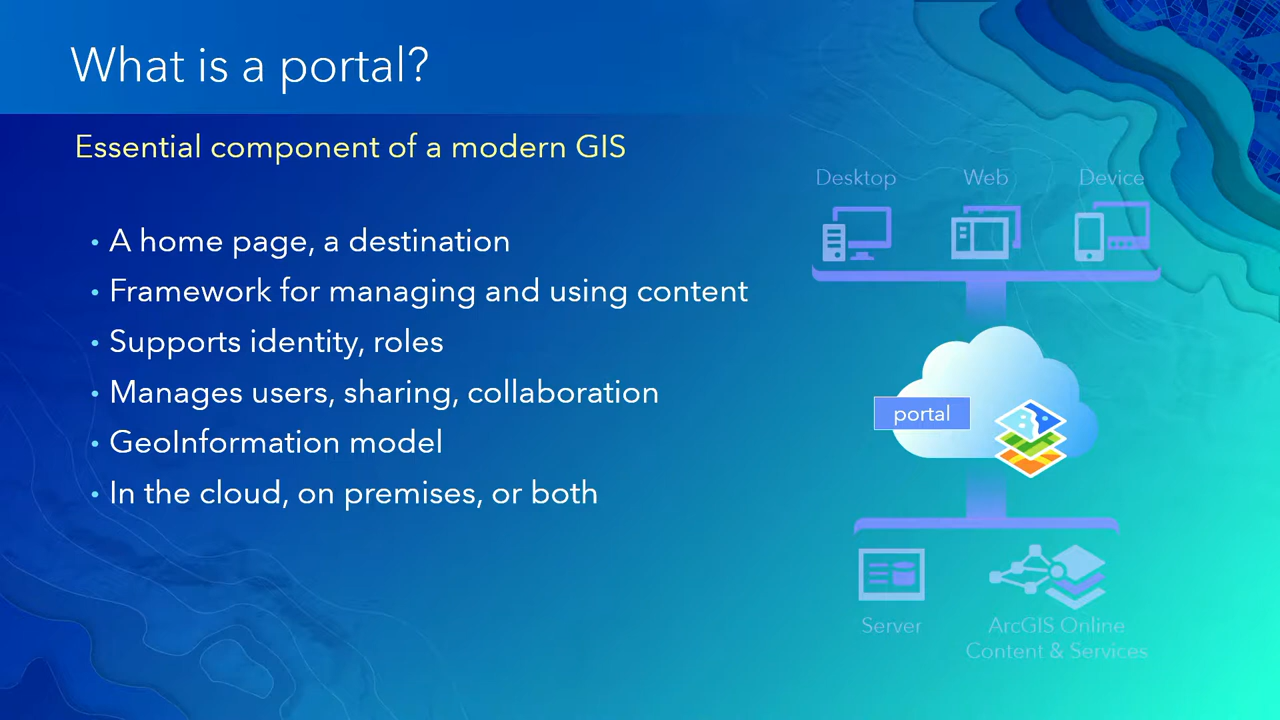 What is a portal?
Essential component of a modern GIS
• A home page, a destination
• Framework for managing and using content
• Supports identity, roles
• Manages users, sharing, collaboration
• GeoInformation model
• In the cloud, on premises, or both
Desktop Web Device
portal
Server
ArcGIS Online
Content & Services